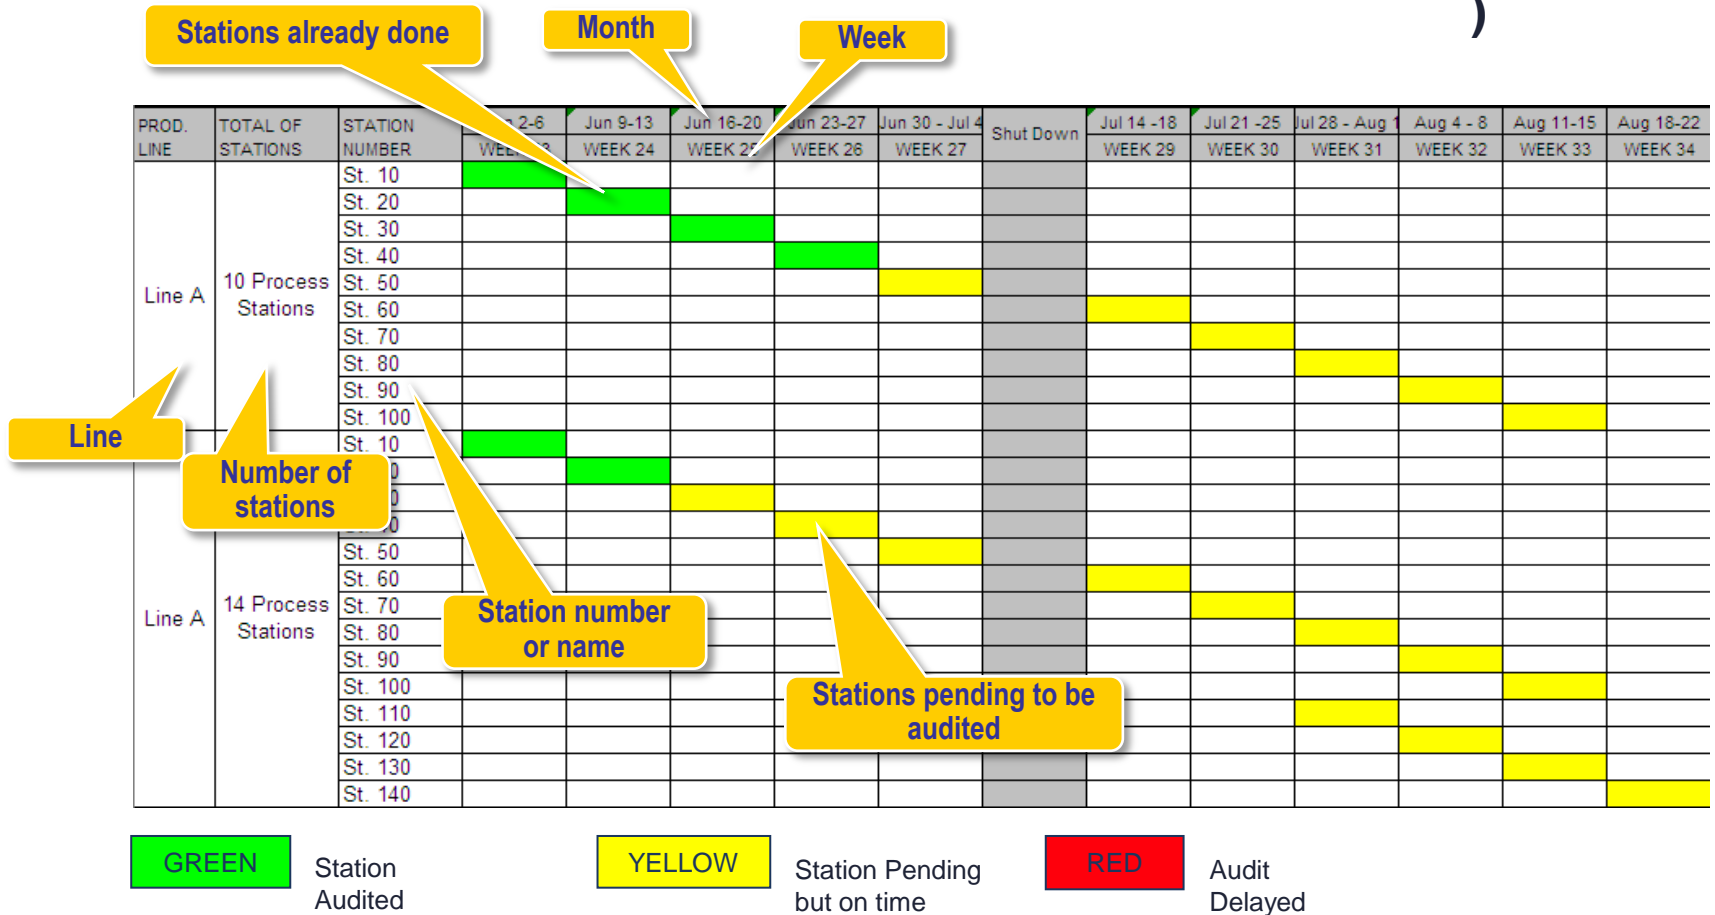 )
Stations already done
Month
Week
PROD. LINE
TOTAL OF STATIONS
STATION NUMBER
2-6
Jun 9-13
Jun 16-20
Jun 23-27
Jun 30 - Jul 4
Shut Down
Jul 14 -18
Jul 21 -25
Jul 28 - Aug 1
Aug 4 - 8
Aug 11-15
Aug 18-22
WEEK 24
WEEK 25
WEEK 26
WEEK 27
WEEK 29
WEEK 30
WEEK 31
WEEK 32
WEEK 33
WEEK 34
Line A
10 Process
Stations
St. 10
St. 20
St. 30
St. 40
St. 50
St. 60
St. 70
St. 80
St. 90
St. 100
Line
Number of
stations
Line A
14 Process
Stations
St. 10
St. 50
St. 60
St. 70
St. 80
St. 90
St. 100
St. 110
St. 120
St. 130
St. 140
Station number
or name
Stations pending to be
audited
GREEN
Station
Audited
YELLOW
Station Pending
but on time
RED
Audit
Delayed